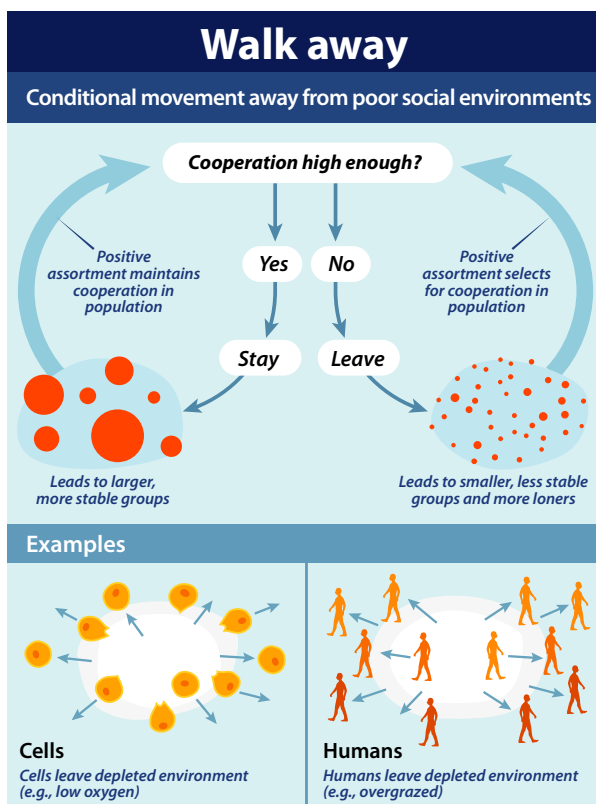 Walk away
Conditional movement away from poor social environments
Cooperation high enough?
Positive
assortment maintains
cooperation in
population
Yes
No
Positive
assortment selects
for cooperation in
population
Stay
Leave
Leads to larger,
more stable groups
Leads to smaller, less stable
groups and more loners
Examples
Cells
Cells leave depleted environment
(e.g., low oxygen)
Humans
Humans leave depleted environment
(e.g., overgrazed)